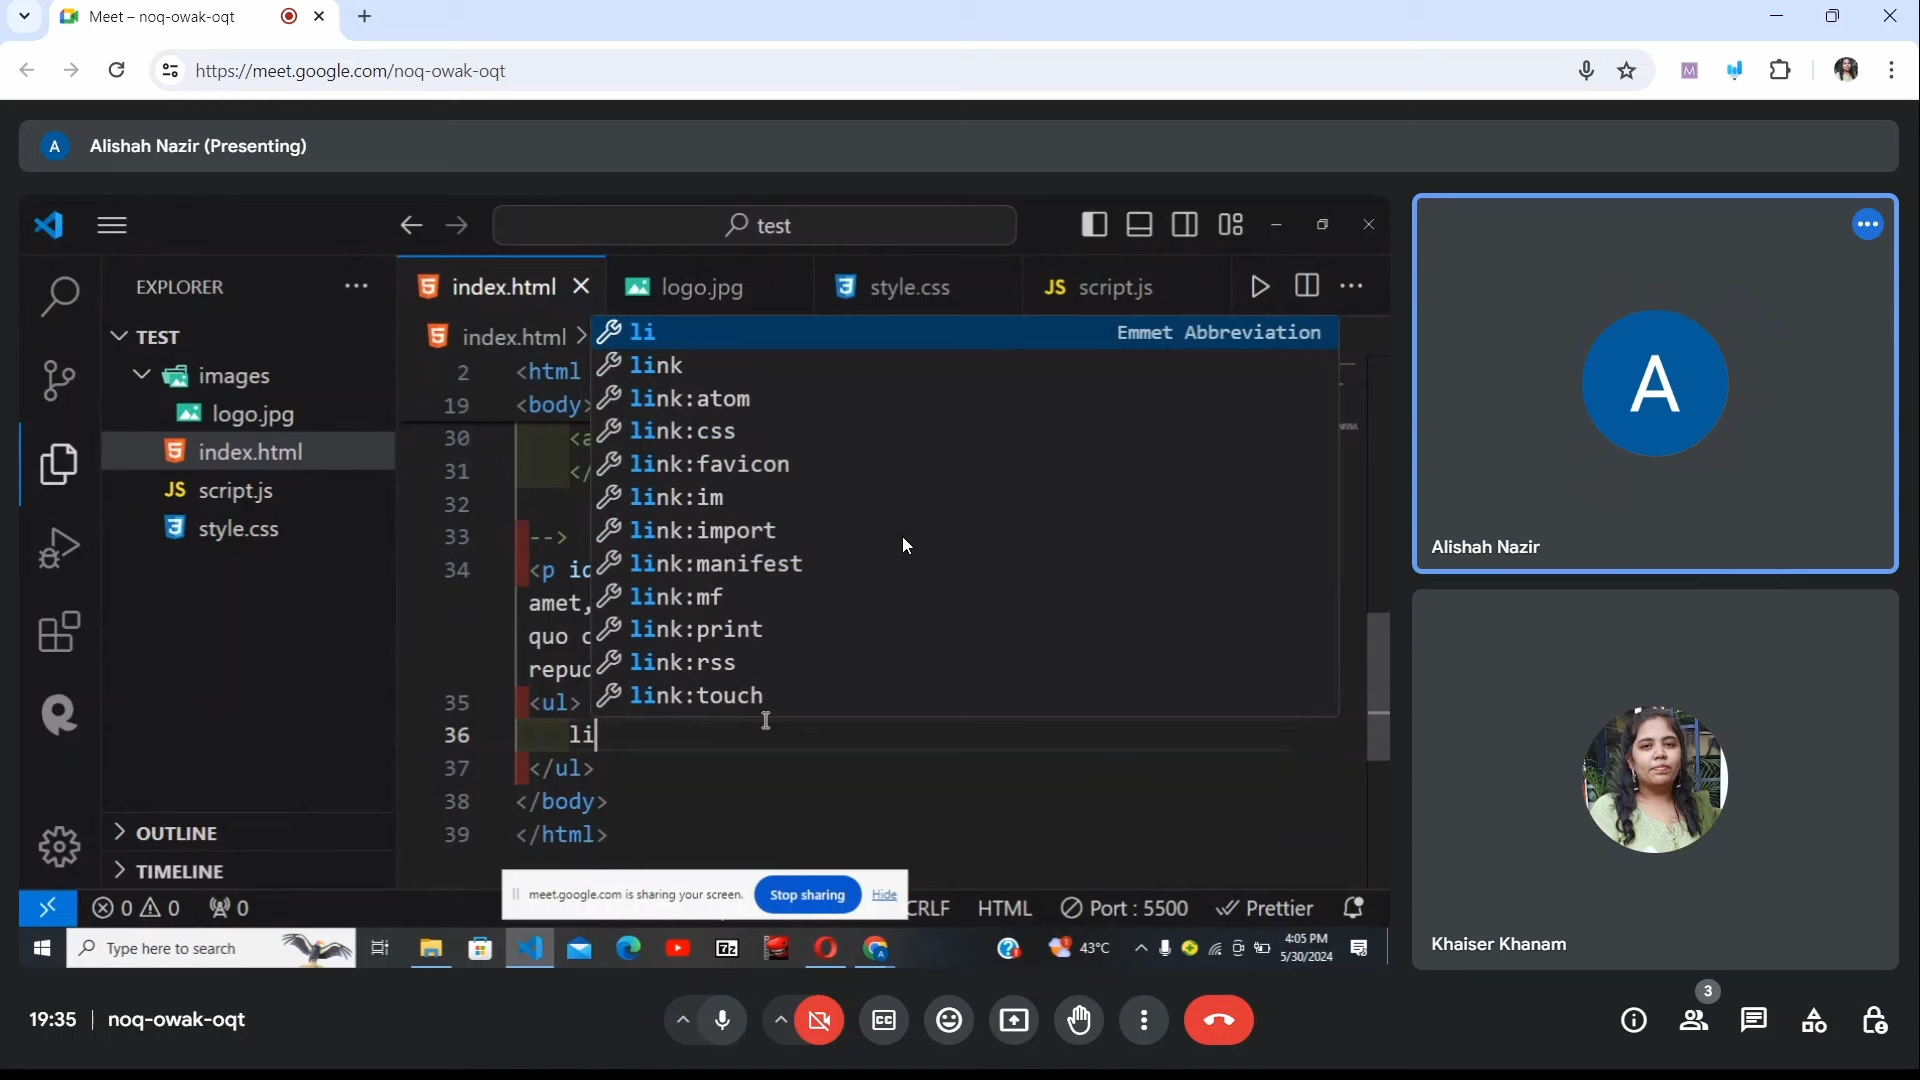 Meet – noq-owak-oqt
https://meet.google.com/noq-owak-oqt
A Alishah Nazir (Presenting)
test
EXPLORER
index.html
logo.jpg
style.css
JS script.js
TEST
images
logo.jpg
index.html
JS script.js
style.css
OUTLINE
TIMELINE
index.html >
2 <html
19 <body>
30 <a
31 </
32
33 -->
34 <p id
amet,
quo c
repud
35 <ul>
36 li
37 </ul>
38 </body>
39 </html>
li Emmet Abbreviation
link
link:atom
link:css
link:favicon
link:im
link:import
link:manifest
link:mf
link:print
link:rss
link:touch
meet.google.com is sharing your screen. Stop sharing Hide
0 0 0 CRLF HTML Port : 5500 Prettier
Type here to search
7z
43°C
4:05 PM
5/30/2024
A
Alishah Nazir
Khaiser Khanam
19:35 | noq-owak-oqt
CC
3